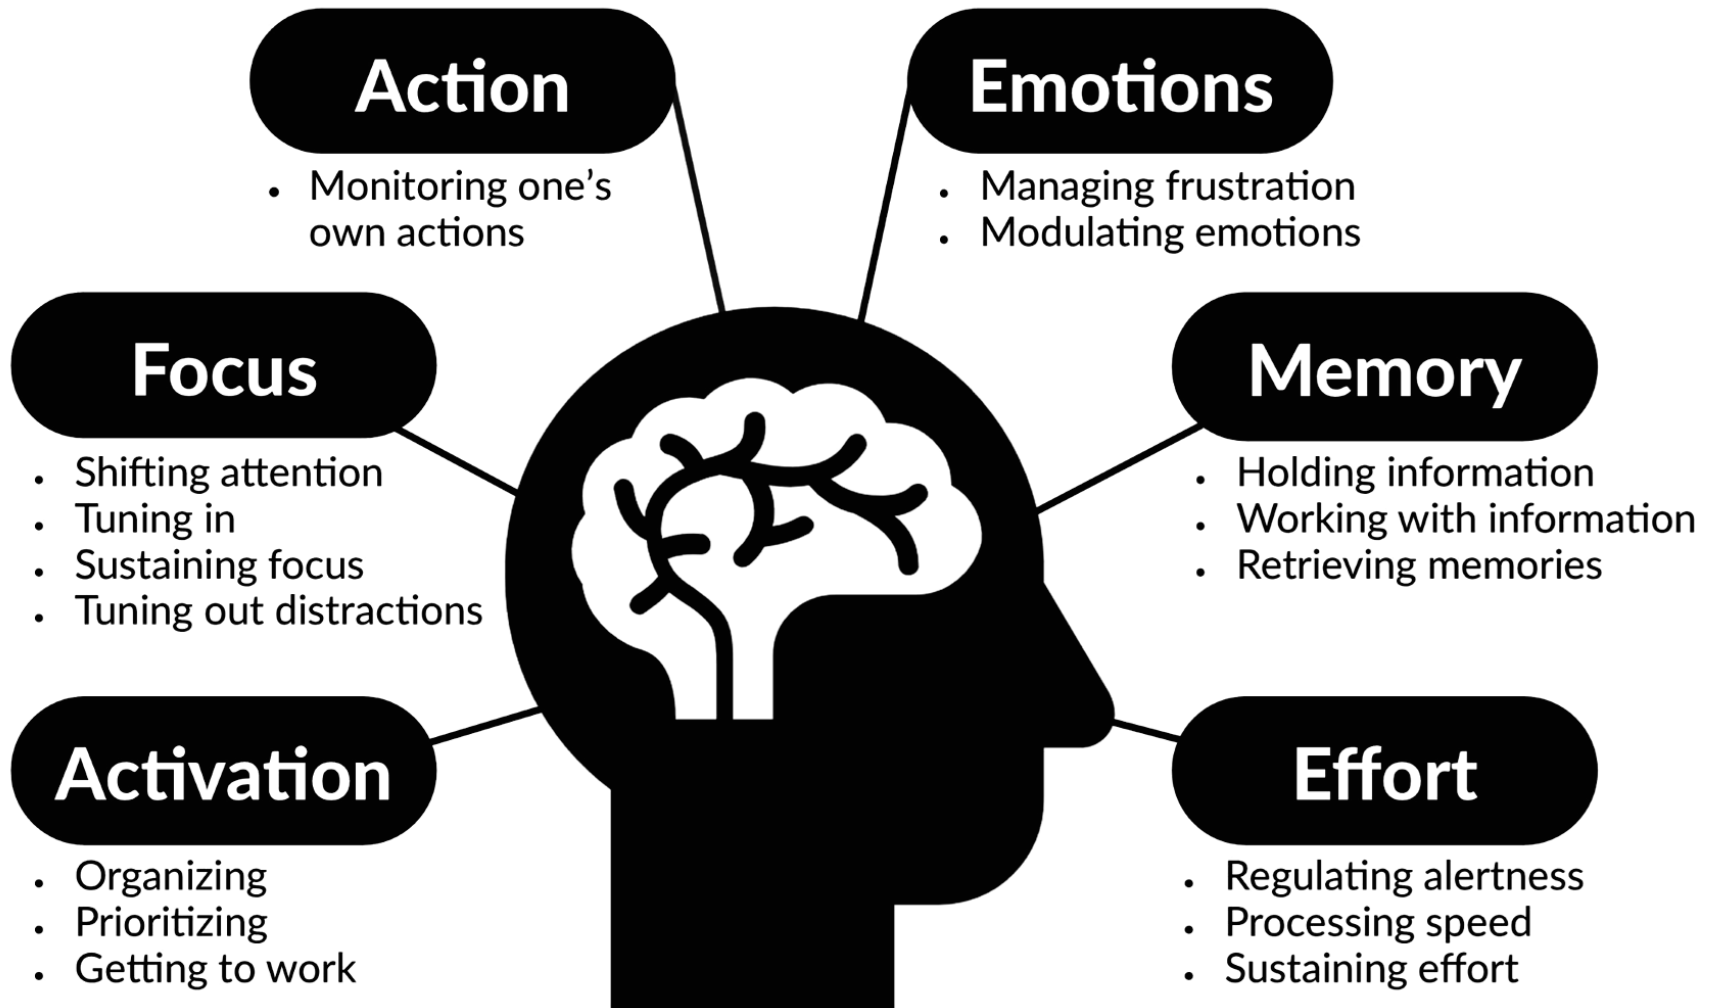 Action
• Monitoring one’s
own actions
Emotions
• Managing frustration
• Modulating emotions
Focus
• Shifting attention
• Tuning in
• Sustaining focus
• Tuning out distractions
Memory
• Holding information
• Working with information
• Retrieving memories
Activation
• Organizing
• Prioritizing
• Getting to work
Effort
• Regulating alertness
• Processing speed
• Sustaining effort